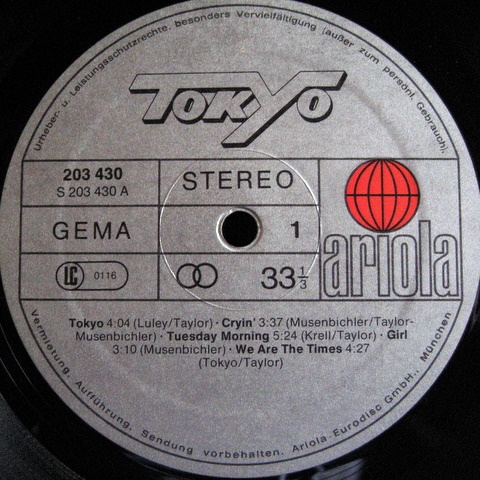 Urheber- u. Leistungsschutzrechte, besonders Vervielfältigung (außer zum persönl. Gebrauch),
TOKYO
203 430
S 203 430 A
STEREO
GEMA
1
LC 0116
33 1/3
ariola
Tokyo 4:04 (Luley/Taylor) · Cryin' 3:37 (Musenbichler/Taylor-
Musenbichler) · Tuesday Morning 5:24 (Krell/Taylor) · Girl
3:10 (Musenbichler) · We Are The Times 4:27
(Tokyo/Taylor)
Vermietung, Aufführung, Sendung vorbehalten. Ariola-Eurodisc GmbH., München